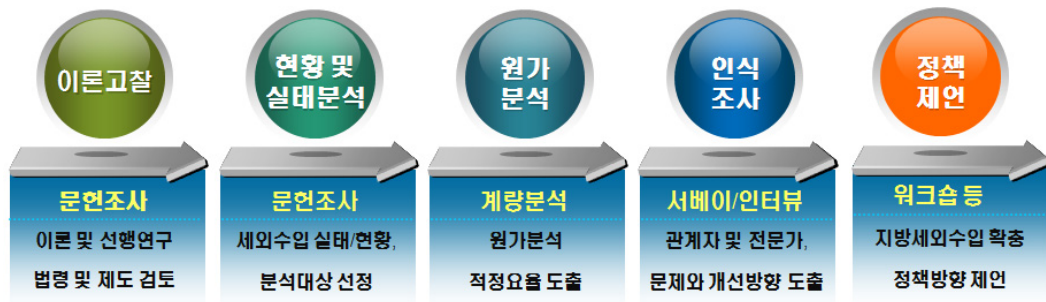 이론고찰
문헌조사
이론 및 선행연구
법령 및 제도 검토
현황 및
실태분석
문헌조사
세외수입 실태/현황,
분석대상 선정
원가
분석
계량분석
원가분석
적정요율 도출
인식
조사
서베이/인터뷰
관계자 및 전문가,
문제와 개선방향 도출
정책
제언
워크숍 등
지방세외수입 확충
정책방향 제언